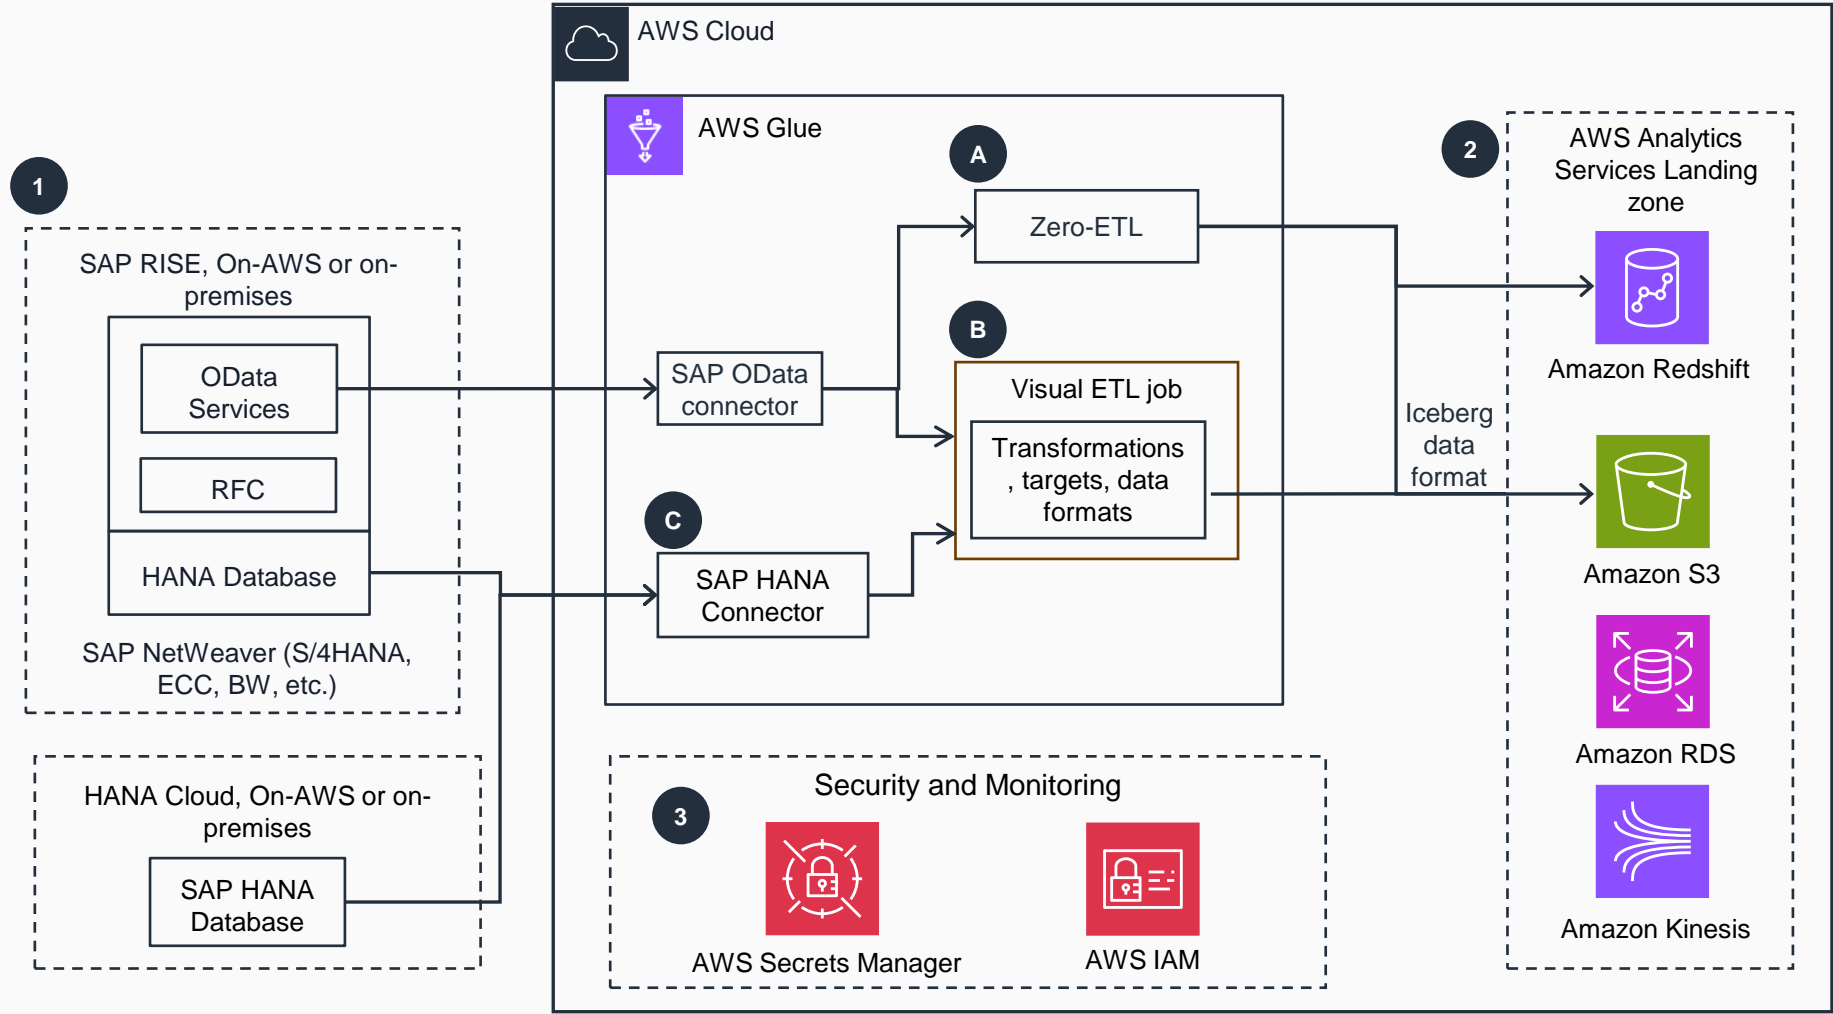 AWS Cloud
AWS Glue
1
SAP RISE, On-AWS or on-
premises
OData
Services
RFC
HANA Database
SAP NetWeaver (S/4HANA,
ECC, BW, etc.)
HANA Cloud, On-AWS or on-
premises
SAP HANA
Database
SAP OData
connector
C
SAP HANA
Connector
A
Zero-ETL
B
Visual ETL job
Transformations
, targets, data
formats
Iceberg
data
format
2
AWS Analytics
Services Landing
zone
Amazon Redshift
Amazon S3
Amazon RDS
Amazon Kinesis
3
Security and Monitoring
AWS Secrets Manager
AWS IAM